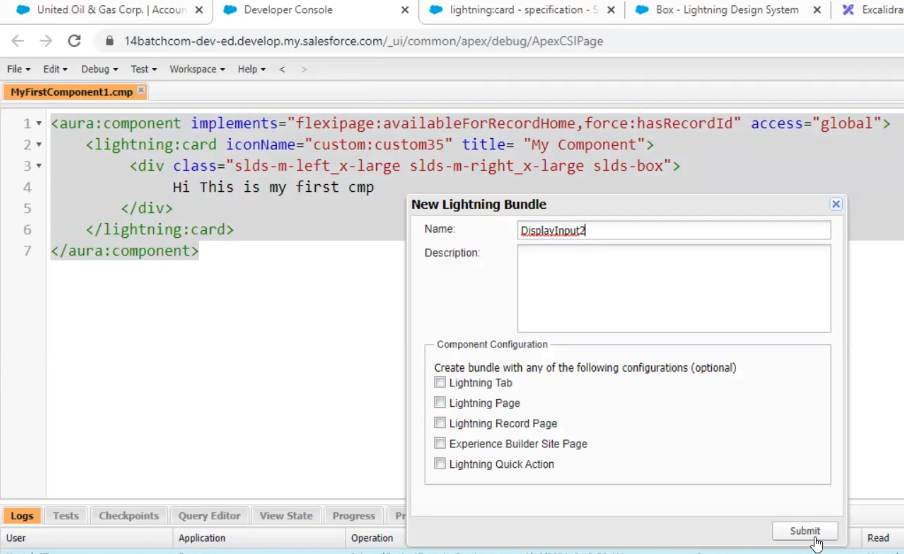 United Oil & Gas Corp. | Accoun
Developer Console
lightning:card - specification - S
Box - Lightning Design System
Excalidra
14batchcom-dev-ed.develop.my.salesforce.com/_ui/common/apex/debug/ApexCSIPage
File Edit Debug Test Workspace Help < >
MyFirstComponent1.cmp
1 <aura:component implements="flexipage:availableForRecordHome,force:hasRecordId" access="global">
2 <lightning:card iconName="custom:custom35" title= "My Component">
3 <div class="slds-m-left_x-large slds-m-right_x-large slds-box">
4 Hi This is my first cmp
5 </div>
6 </lightning:card>
7 </aura:component>
New Lightning Bundle
Name: DisplayInput2
Description:
Component Configuration
Create bundle with any of the following configurations (optional)
Lightning Tab
Lightning Page
Lightning Record Page
Experience Builder Site Page
Lightning Quick Action
Submit
Logs Tests Checkpoints Query Editor View State Progress Pr
User Application Operation Read